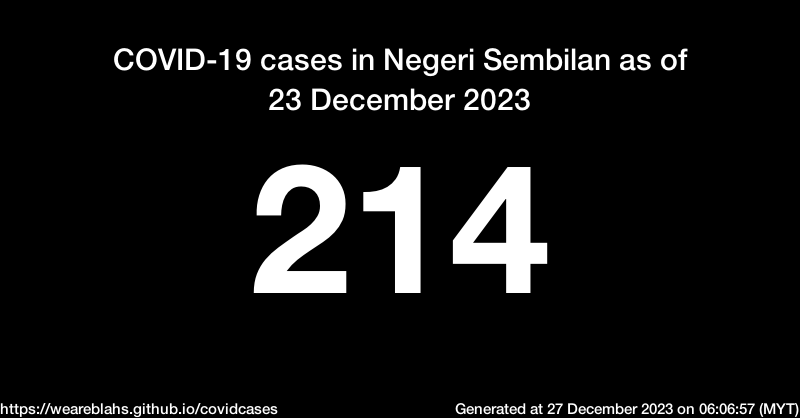 COVID-19 cases in Negeri Sembilan as of
23 December 2023
214
https://weareblahs.github.io/covidcases
Generated at 27 December 2023 on 06:06:57 (MYT)